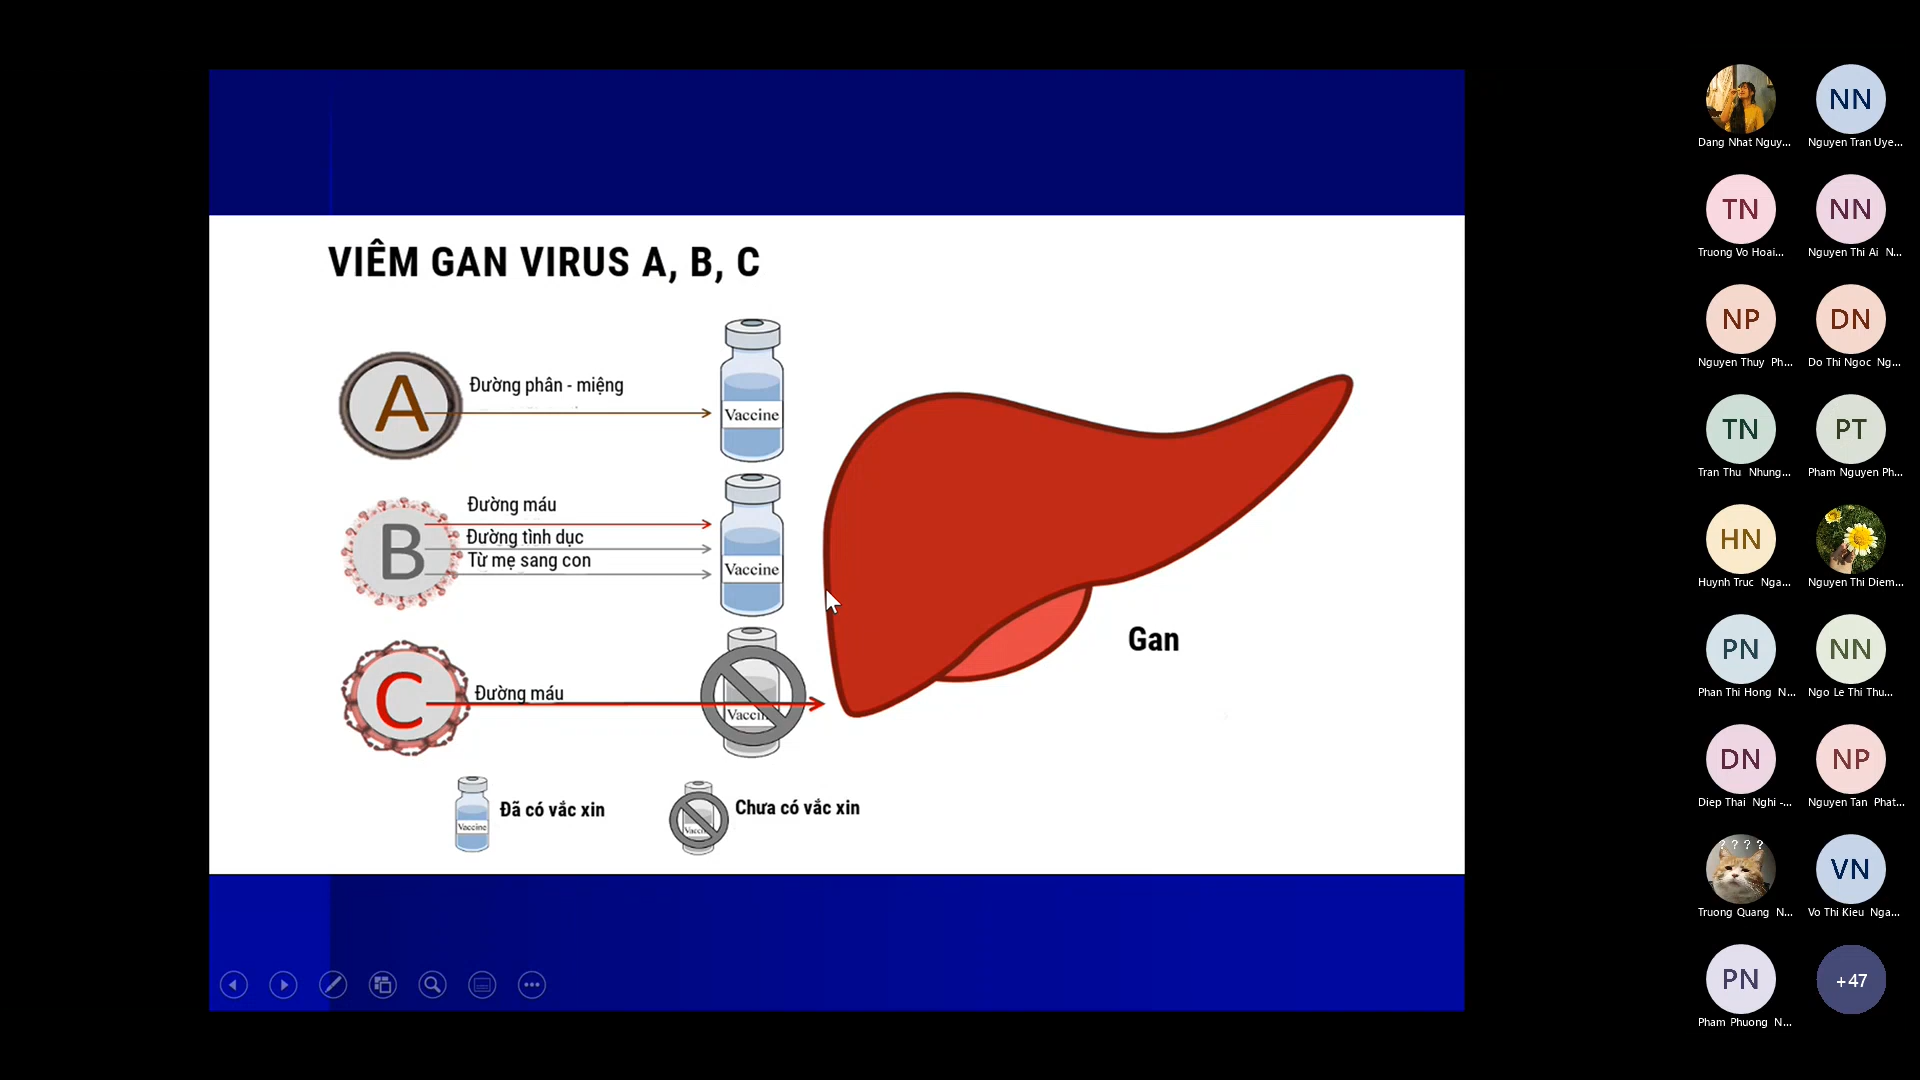 VIÊM GAN VIRUS A, B, C
A
Đường phân - miệng
Vaccine
B
Đường máu
Đường tình dục
Từ mẹ sang con
Vaccine
C
Đường máu
Gan
Vaccine
Đã có vắc xin
Chưa có vắc xin
Dang Nhat Nguy...
NN
Nguyen Tran Uye...
TN
Truong Vo Hoai...
NN
Nguyen Thi Ai N...
NP
Nguyen Thuy Ph...
DN
Do Thi Ngoc Ng...
TN
Tran Thu Nhung...
PT
Pham Nguyen Ph...
HN
Huynh Truc Nga...
Nguyen Thi Diem...
PN
Phan Thi Hong N...
NN
Ngo Le Thi Thu...
DN
Diep Thai Nghi -...
NP
Nguyen Tan Phat...
? ? ? ?
Truong Quang N...
VN
Vo Thi Kieu Nga...
PN
Pham Phuong N...
+47